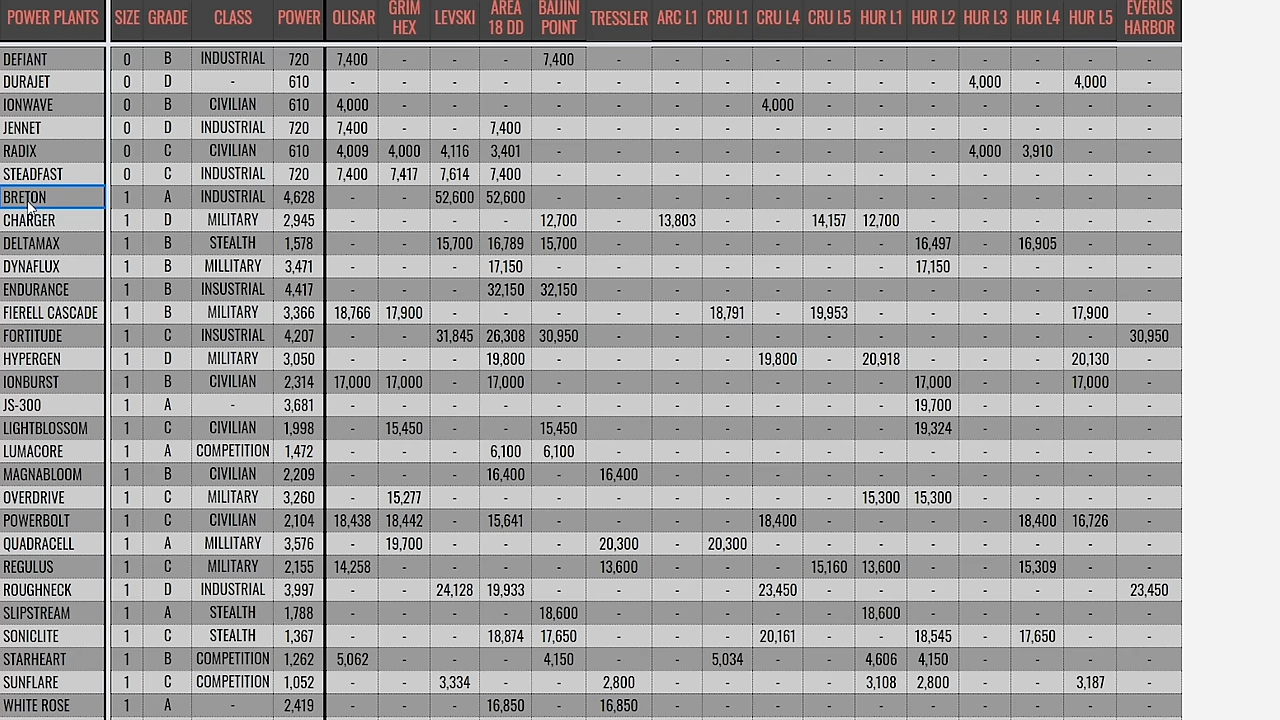 POWER PLANTS SIZE GRADE CLASS POWER OLISAR GRIM HEX LEVSKI AREA 18 DD BAIJINI POINT TRESSLER ARC L1 CRU L1 CRU L4 CRU L5 HUR L1 HUR L2 HUR L3 HUR L4 HUR L5 EVERUS HARBOR
DEFIANT 0 B INDUSTRIAL 720 7,400 - - - 7,400 - - - - - - - - - - -
DURAJET 0 D - 610 - - - - - - - - - - - - 4,000 - 4,000 -
IONWAVE 0 B CIVILIAN 610 4,000 - - - - - - - 4,000 - - - - - - -
JENNET 0 D INDUSTRIAL 720 7,400 - - 7,400 - - - - - - - - - - - -
RADIX 0 C CIVILIAN 610 4,009 4,000 4,116 3,401 - - - - - - - - 4,000 3,910 - -
STEADFAST 0 C INDUSTRIAL 720 7,400 7,417 7,614 7,400 - - - - - - - - - - - -
BRETON 1 A INDUSTRIAL 4,628 - - 52,600 52,600 - - - - - - - - - - - -
CHARGER 1 D MILITARY 2,945 - - - - 12,700 - 13,803 - - 14,157 12,700 - - - - -
DELTAMAX 1 B STEALTH 1,578 - - 15,700 16,789 15,700 - - - - - - 16,497 - 16,905 - -
DYNAFLUX 1 B MILLITARY 3,471 - - - 17,150 - - - - - - - 17,150 - - - -
ENDURANCE 1 B INSUSTRIAL 4,417 - - - 32,150 32,150 - - - - - - - - - - -
FIERELL CASCADE 1 B MILITARY 3,366 18,766 17,900 - - - - - 18,791 - 19,953 - - - - 17,900 -
FORTITUDE 1 C INSUSTRIAL 4,207 - - 31,845 26,308 30,950 - - - - - - - - - - 30,950
HYPERGEN 1 D MILITARY 3,050 - - - 19,800 - - - - 19,800 - 20,918 - - - 20,130 -
IONBURST 1 B CIVILIAN 2,314 17,000 17,000 - 17,000 - - - - - - - 17,000 - - 17,000 -
JS-300 1 A - 3,681 - - - - - - - - - - - 19,700 - - - -
LIGHTBLOSSOM 1 C CIVILIAN 1,998 - 15,450 - - 15,450 - - - - - - 19,324 - - - -
LUMACORE 1 A COMPETITION 1,472 - - - 6,100 6,100 - - - - - - - - - - -
MAGNABLOOM 1 B CIVILIAN 2,209 - - - 16,400 - 16,400 - - - - - - - - - -
OVERDRIVE 1 C MILITARY 3,260 - 15,277 - - - - - - - - 15,300 15,300 - - - -
POWERBOLT 1 C CIVILIAN 2,104 18,438 18,442 - 15,641 - - - - 18,400 - - - - 18,400 16,726 -
QUADRACELL 1 A MILLITARY 3,576 - 19,700 - - - 20,300 - 20,300 - - - - - - - -
REGULUS 1 C MILITARY 2,155 14,258 - - - - 13,600 - - - 15,160 13,600 - - 15,309 - -
ROUGHNECK 1 D INDUSTRIAL 3,997 - - 24,128 19,933 - - - - 23,450 - - - - - - 23,450
SLIPSTREAM 1 A STEALTH 1,788 - - - - 18,600 - - - - - 18,600 - - - - -
SONICLITE 1 C STEALTH 1,367 - - - 18,874 17,650 - - - 20,161 - - 18,545 - 17,650 - -
STARHEART 1 B COMPETITION 1,262 5,062 - - - 4,150 - - 5,034 - - 4,606 4,150 - - - -
SUNFLARE 1 C COMPETITION 1,052 - - 3,334 - - 2,800 - - - - 3,108 2,800 - - 3,187 -
WHITE ROSE 1 A - 2,419 - - - 16,850 - 16,850 - - - - - - - - - -